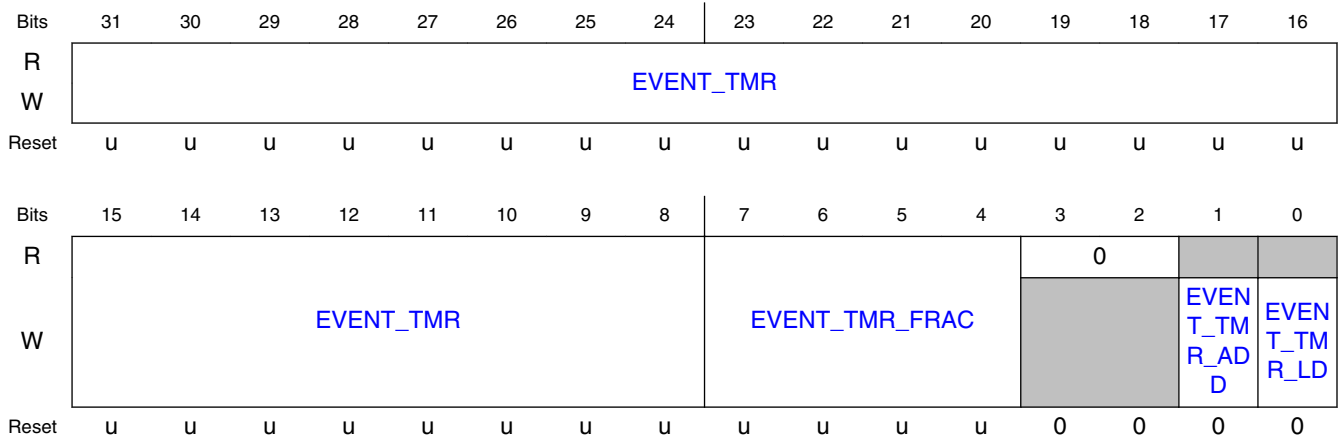 Bits 31 30 29 28 27 26 25 24 23 22 21 20 19 18 17 16
R
EVENT_TMR
W
Reset u u u u u u u u u u u u u u u u
Bits 15 14 13 12 11 10 9 8 7 6 5 4 3 2 1 0
R 0
W EVENT_TMR EVENT_TMR_FRAC EVEN
T_TM
R_AD
D EVEN
T_TM
R_LD
Reset u u u u u u u u u u u u 0 0 0 0